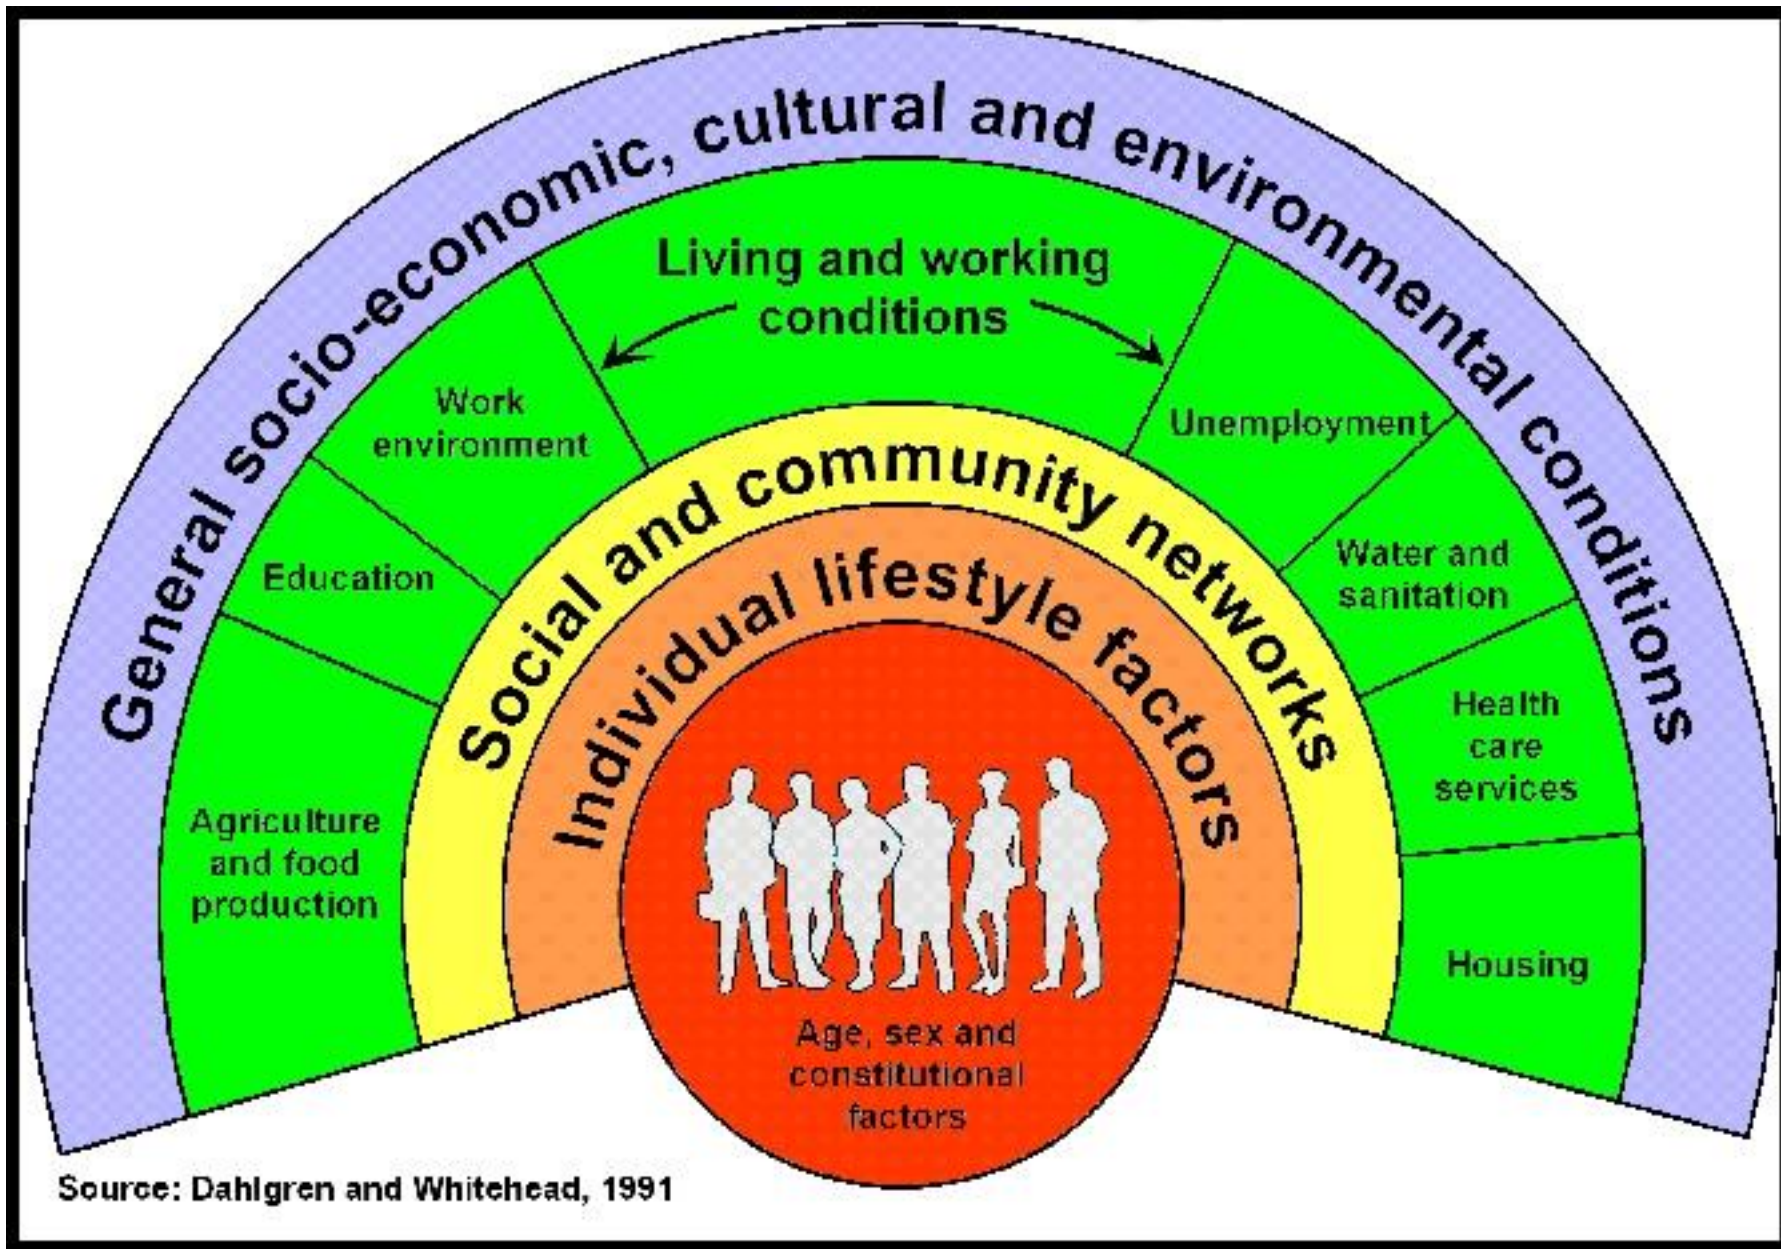 General socio-economic, cultural and environmental conditions
Living and working
conditions
Work
environment
Unemployment
Education
Water and
sanitation
Agriculture
and food
production
Health
care
services
Housing
Social and community networks
Individual lifestyle factors
Age, sex and
constitutional
factors
Source: Dahlgren and Whitehead, 1991